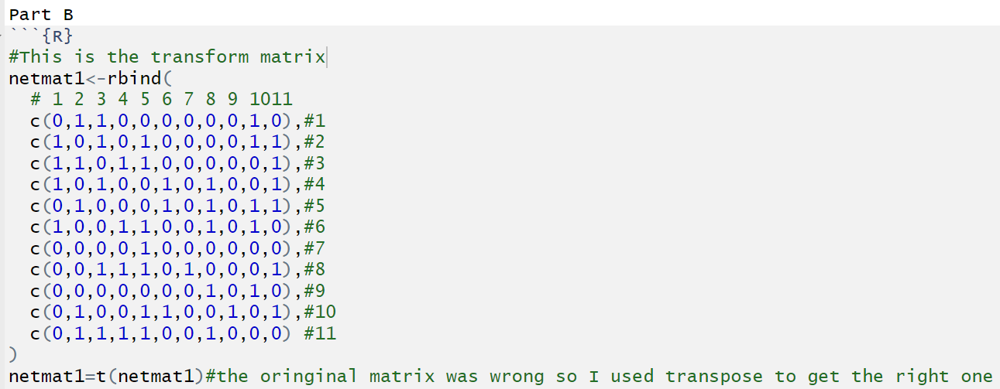 Part B
```{R}
#This is the transform matrix
netmat1<-rbind(
  # 1 2 3 4 5 6 7 8 9 1011
  c(0,1,1,0,0,0,0,0,0,1,0),#1
  c(1,0,1,0,1,0,0,0,0,1,1),#2
  c(1,1,0,1,1,0,0,0,0,0,1),#3
  c(1,0,1,0,0,1,0,1,0,0,1),#4
  c(0,1,0,0,0,1,0,1,0,1,1),#5
  c(1,0,0,1,1,0,0,1,0,1,0),#6
  c(0,0,0,0,1,0,0,0,0,0,0),#7
  c(0,0,1,1,1,0,1,0,0,0,1),#8
  c(0,0,0,0,0,0,0,1,0,1,0),#9
  c(0,1,0,0,1,1,0,0,1,0,1),#10
  c(0,1,1,1,1,0,0,1,0,0,0) #11
)
netmat1=t(netmat1)#the oringinal matrix was wrong so I used transpose to get the right one